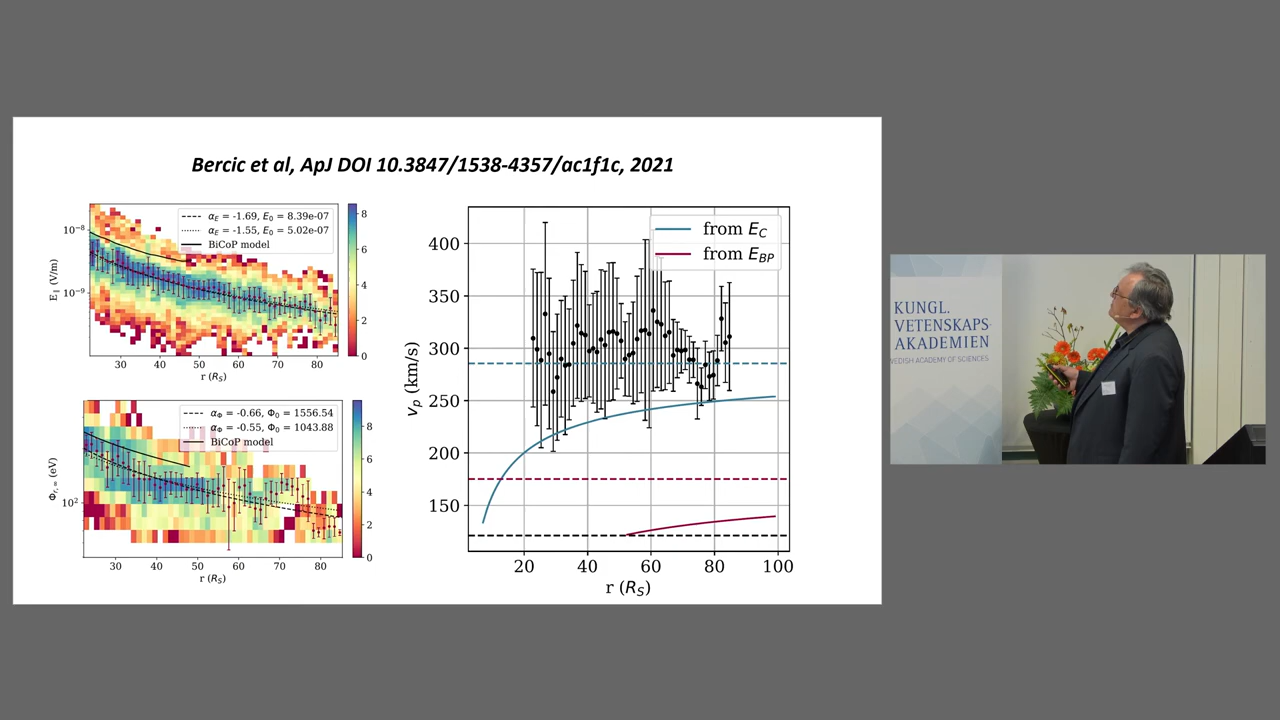 Bercic et al, ApJ DOI 10.3847/1538-4357/ac1f1c, 2021
α_E = -1.69, E_0 = 8.39e-07
α_E = -1.55, E_0 = 5.02e-07
BiCoP model
E_∥ (V/m)
10^-8
10^-9
30 40 50 60 70 80
r (R_S)
8
6
4
2
0
α_Φ = -0.66, Φ_0 = 1556.54
α_Φ = -0.55, Φ_0 = 1043.88
BiCoP model
Φ_r,∞ (eV)
10^2
30 40 50 60 70 80
r (R_S)
8
6
4
2
0
from E_C
from E_BP
v_p (km/s)
400
350
300
250
200
150
20 40 60 80 100
r (R_S)
KUNGL.
VETENSKAPS-
AKADEMIEN
WEDISH ACADEMY OF SCIENCES